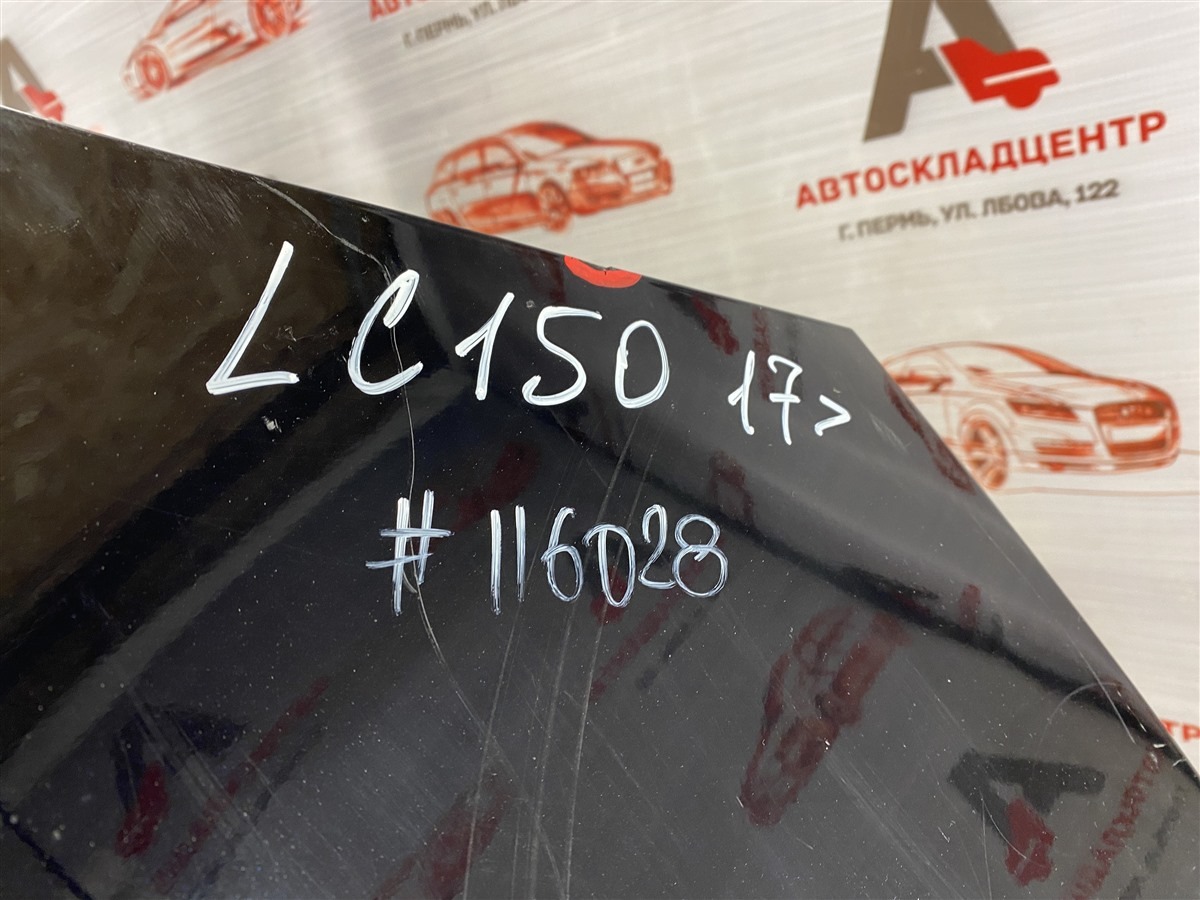 АВТОСКЛАДЦЕНТР
Г. ПЕРМЬ, УЛ. ЛБОВА, 122
LC150 17>
#116028